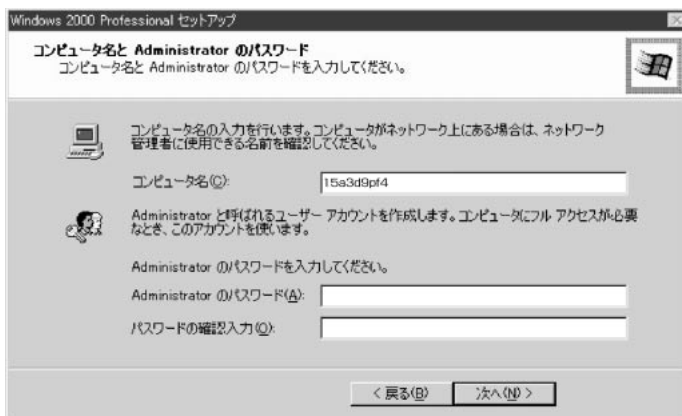 Windows 2000 Professional セットアップ
コンピュータ名と Administrator のパスワード
コンピュータ名と Administrator のパスワードを入力してください。
コンピュータ名の入力を行います。コンピュータがネットワーク上にある場合は、ネットワーク
管理者に使用できる名前を確認してください。
コンピュータ名(C): 15a3d9pf4
Administrator と呼ばれるユーザー アカウントを作成します。コンピュータにフル アクセスが必要
なとき、このアカウントを使います。
Administrator のパスワードを入力してください。
Administrator のパスワード(A):
パスワードの確認入力(O):
< 戻る(B) 次へ(N) >